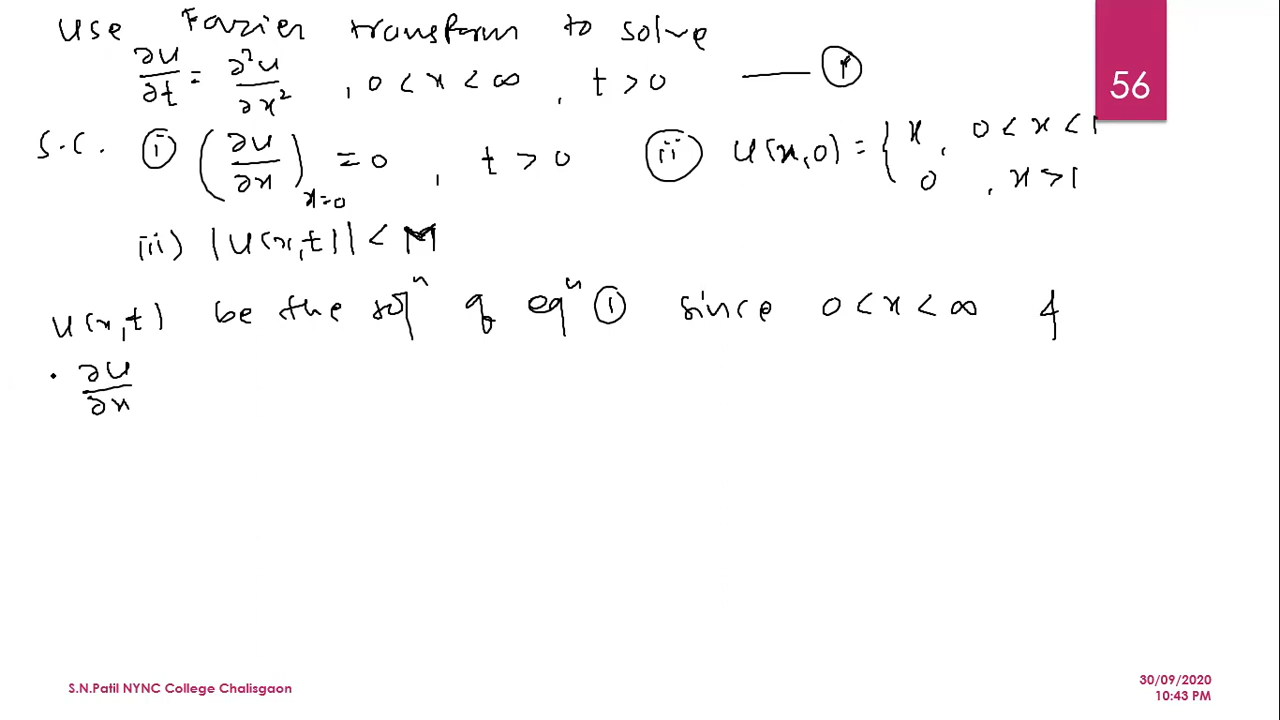 Use Fozier transform to solve
∂u/∂t = ∂²u/∂x² , 0 < x < ∞ , t > 0 —— ①
56
S.C. ⓘ (∂u/∂x)x=0 = 0 , t > 0 (ii) u(x,0) = { x , 0 < x < 1
0 , x > 1
iii) |u(x,t)| < M
u(x,t) be the solⁿ of eqⁿ ① since 0 < x < ∞ &
· ∂u/∂x
S.N.Patil NYNC College Chalisgaon
30/09/2020
10:43 PM